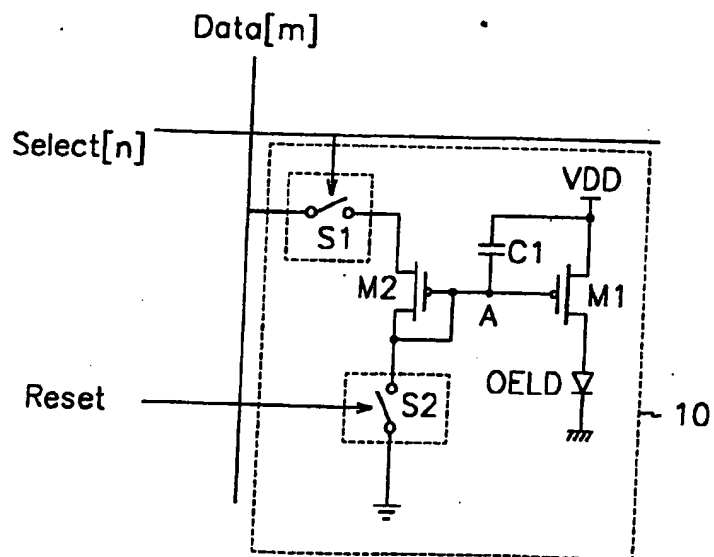 Data[m]
Select[n]
VDD
S1
C1
M2
M1
A
OELD
Reset
S2
10